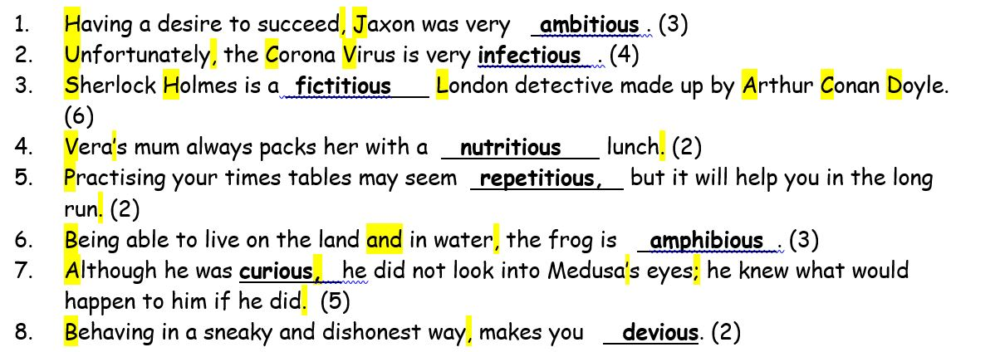 1. Having a desire to succeed, Jaxon was very ambitious . (3)
2. Unfortunately, the Corona Virus is very infectious . (4)
3. Sherlock Holmes is a fictitious London detective made up by Arthur Conan Doyle.
(6)
4. Vera's mum always packs her with a nutritious lunch. (2)
5. Practising your times tables may seem repetitious, but it will help you in the long
run. (2)
6. Being able to live on the land and in water, the frog is amphibious . (3)
7. Although he was curious, he did not look into Medusa's eyes; he knew what would
happen to him if he did. (5)
8. Behaving in a sneaky and dishonest way, makes you devious. (2)